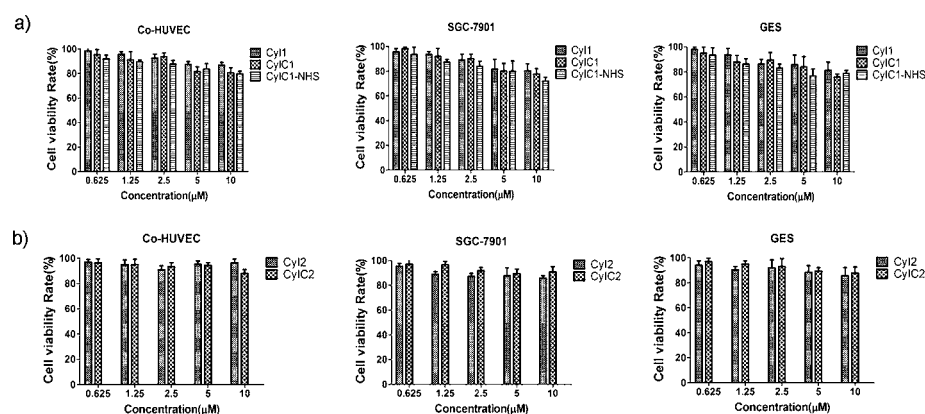 a)
Co-HUVEC
Cell viability Rate(%)
100
80
60
40
20
0
0.625 1.25 2.5 5 10
Concentration(μM)
CyI1
CyIC1
CyIC1-NHS
SGC-7901
Cell viability Rate(%)
100
80
60
40
20
0
0.625 1.25 2.5 5 10
Concentration(μM)
CyI1
CyIC1
CyIC1-NHS
GES
Cell viability Rate(%)
100
80
60
40
20
0
0.625 1.25 2.5 5 10
Concentration(μM)
CyI1
CyIC1
CyIC1-NHS
b)
Co-HUVEC
Cell viability Rate(%)
100
80
60
40
20
0
0.625 1.25 2.5 5 10
Concentration(μM)
CyI2
CyIC2
SGC-7901
Cell viability Rate(%)
100
80
60
40
20
0
0.625 1.25 2.5 5 10
Concentration(μM)
CyI2
CyIC2
GES
Cell viability Rate(%)
100
80
60
40
20
0
0.625 1.25 2.5 5 10
Concentration(μM)
CyI2
CyIC2